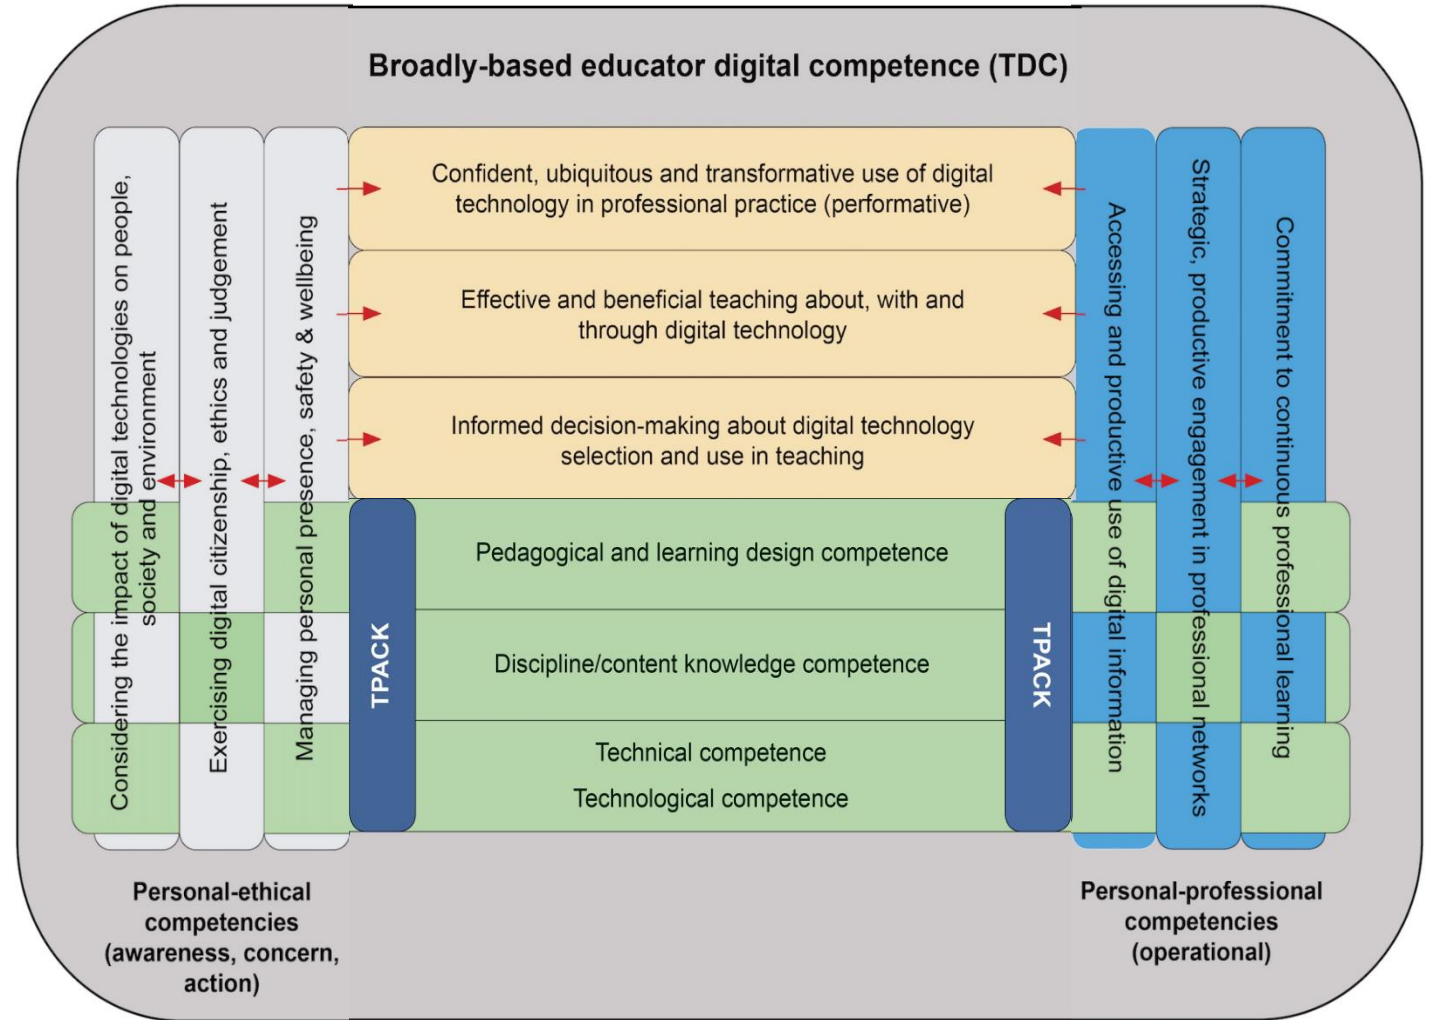 Broadly-based educator digital competence (TDC)
Considering the impact of digital technologies on people,
society and environment
Exercising digital citizenship, ethics and judgement
Managing personal presence, safety & wellbeing
Confident, ubiquitous and transformative use of digital
technology in professional practice (performative)
Effective and beneficial teaching about, with and
through digital technology
Informed decision-making about digital technology
selection and use in teaching
TPACK
Pedagogical and learning design competence
Discipline/content knowledge competence
Technical competence
Technological competence
TPACK
Accessing and productive use of digital information
Strategic, productive engagement in professional networks
Commitment to continuous professional learning
Personal-ethical
competencies
(awareness, concern,
action)
Personal-professional
competencies
(operational)